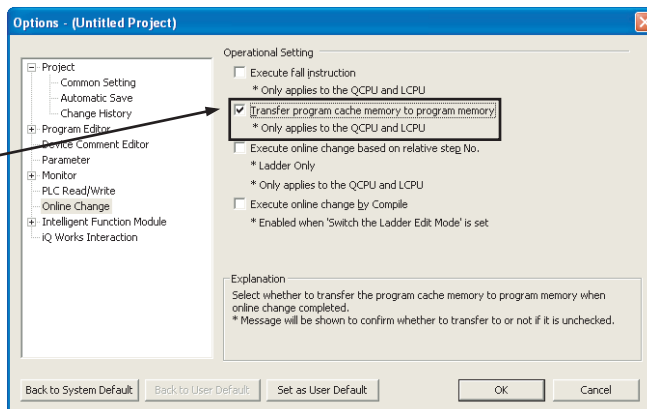 Options - (Untitled Project)
Project
Common Setting
Automatic Save
Change History
Program Editor
Device Comment Editor
Parameter
Monitor
PLC Read/Write
Online Change
Intelligent Function Module
iQ Works Interaction
Operational Setting
Execute fall instruction
* Only applies to the QCPU and LCPU
Transfer program cache memory to program memory
* Only applies to the QCPU and LCPU
Execute online change based on relative step No.
* Ladder Only
* Only applies to the QCPU and LCPU
Execute online change by Compile
*Enabled when 'Switch the Ladder Edit Mode' is set
Explanation
Select whether to transfer the program cache memory to program memory when
online change completed.
* Message will be shown to confirm whether to transfer to or not if it is unchecked.
Back to System Default
Back to User Default
Set as User Default
OK
Cancel